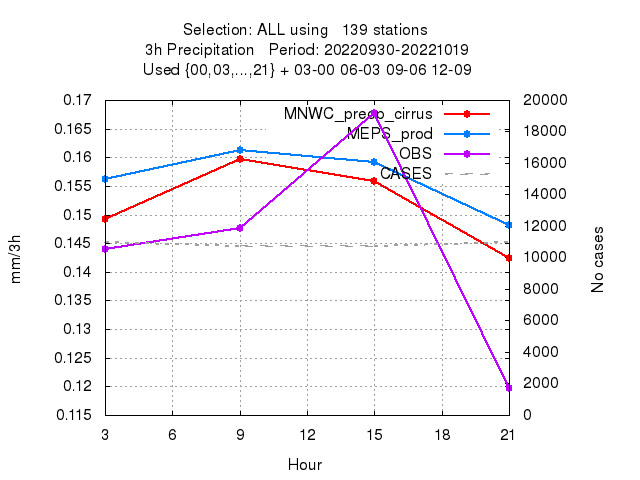 Selection: ALL using   139 stations
3h Precipitation   Period: 20220930-20221019
Used {00,03,...,21} + 03-00 06-03 09-06 12-09
0.17
0.165
0.16
0.155
0.15
0.145
0.14
0.135
0.13
0.125
0.12
0.115
mm/3h
MNWC_precp_cirrus
MEPS_prod
OBS
CASES
20000
18000
16000
14000
12000
10000
8000
6000
4000
2000
0
No cases
3 6 9 12 15 18 21
Hour